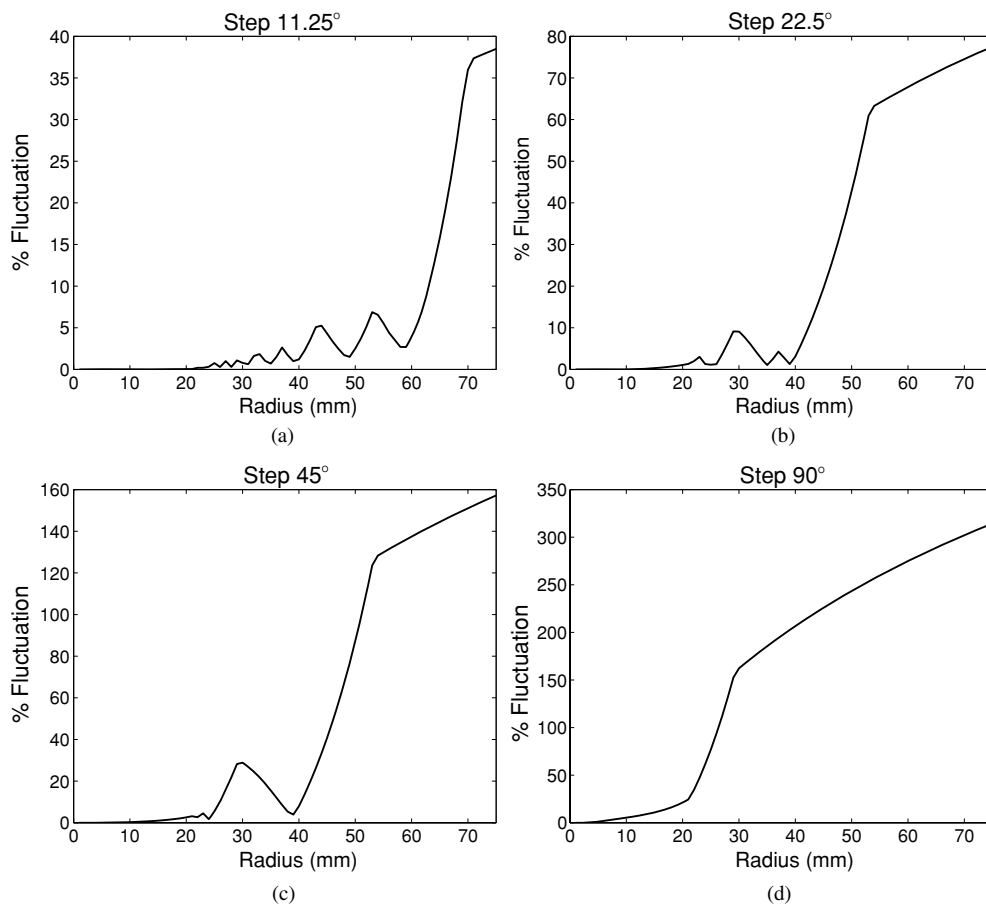 Step 11.25°
% Fluctuation
40
35
30
25
20
15
10
5
0
0 10 20 30 40 50 60 70
Radius (mm)
(a)
Step 22.5°
% Fluctuation
80
70
60
50
40
30
20
10
0
0 10 20 30 40 50 60 70
Radius (mm)
(b)
Step 45°
% Fluctuation
160
140
120
100
80
60
40
20
0
0 10 20 30 40 50 60 70
Radius (mm)
(c)
Step 90°
% Fluctuation
350
300
250
200
150
100
50
0
0 10 20 30 40 50 60 70
Radius (mm)
(d)